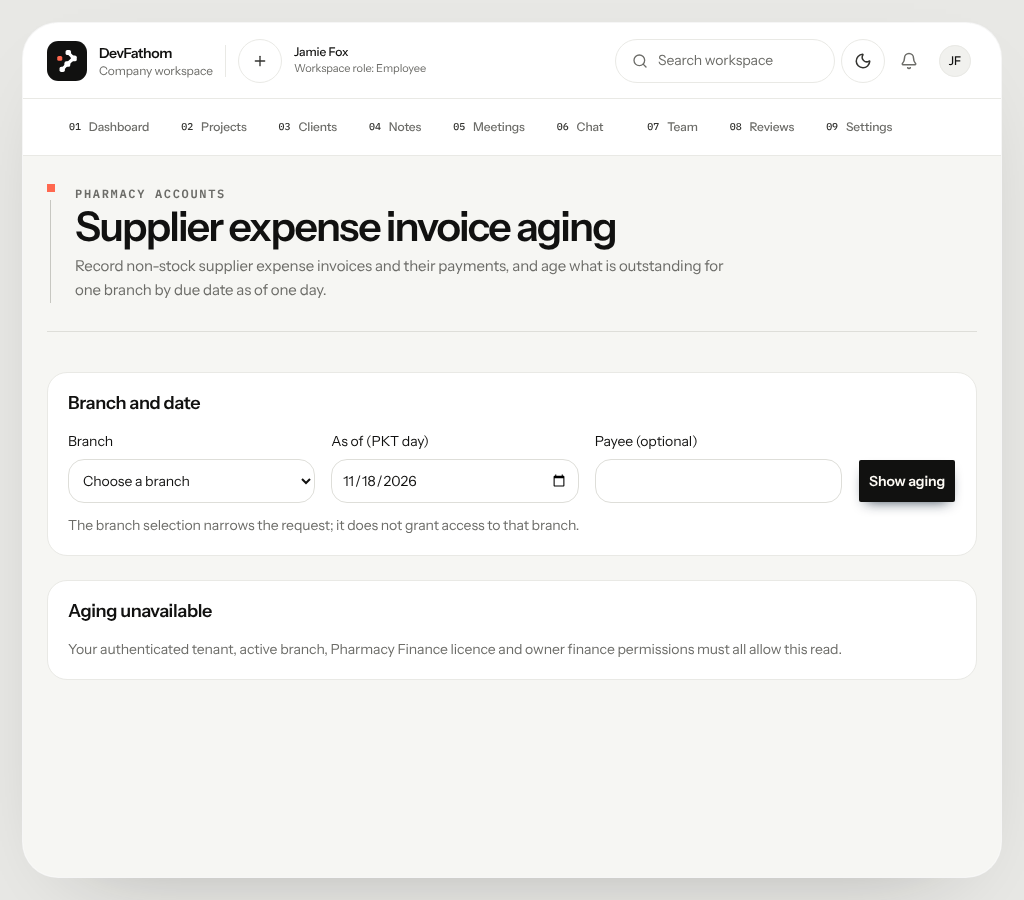 DevFathom
Company workspace
Jamie Fox
Workspace role: Employee
Search workspace
JF
01 Dashboard 02 Projects 03 Clients 04 Notes 05 Meetings 06 Chat 07 Team 08 Reviews 09 Settings
PHARMACY ACCOUNTS
Supplier expense invoice aging
Record non-stock supplier expense invoices and their payments, and age what is outstanding for
one branch by due date as of one day.
Branch and date
Branch As of (PKT day) Payee (optional)
Choose a branch 11/18/2026 Show aging
The branch selection narrows the request; it does not grant access to that branch.
Aging unavailable
Your authenticated tenant, active branch, Pharmacy Finance licence and owner finance permissions must all allow this read.